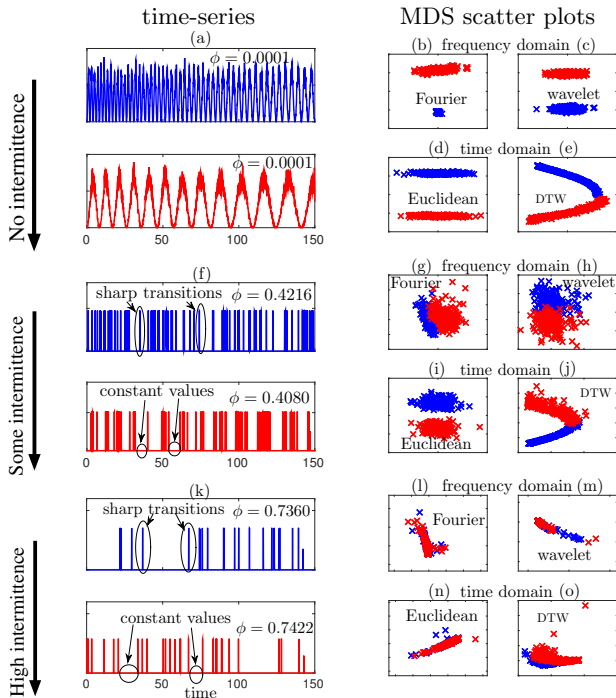 time-series
MDS scatter plots
(a)
ϕ = 0.0001
ϕ = 0.0001
0 50 100 150
No intermittence
(b) frequency domain (c)
Fourier
wavelet
(d) time domain (e)
Euclidean
DTW
(f)
sharp transitions ϕ = 0.4216
constant values ϕ = 0.4080
0 50 100 150
Some intermittence
(g) frequency domain (h)
Fourier
wavelet
(i) time domain (j)
Euclidean
DTW
(k)
sharp transitions ϕ = 0.7360
constant values ϕ = 0.7422
0 50 100 150
time
High intermittence
(l) frequency domain (m)
Fourier
wavelet
(n) time domain (o)
Euclidean
DTW